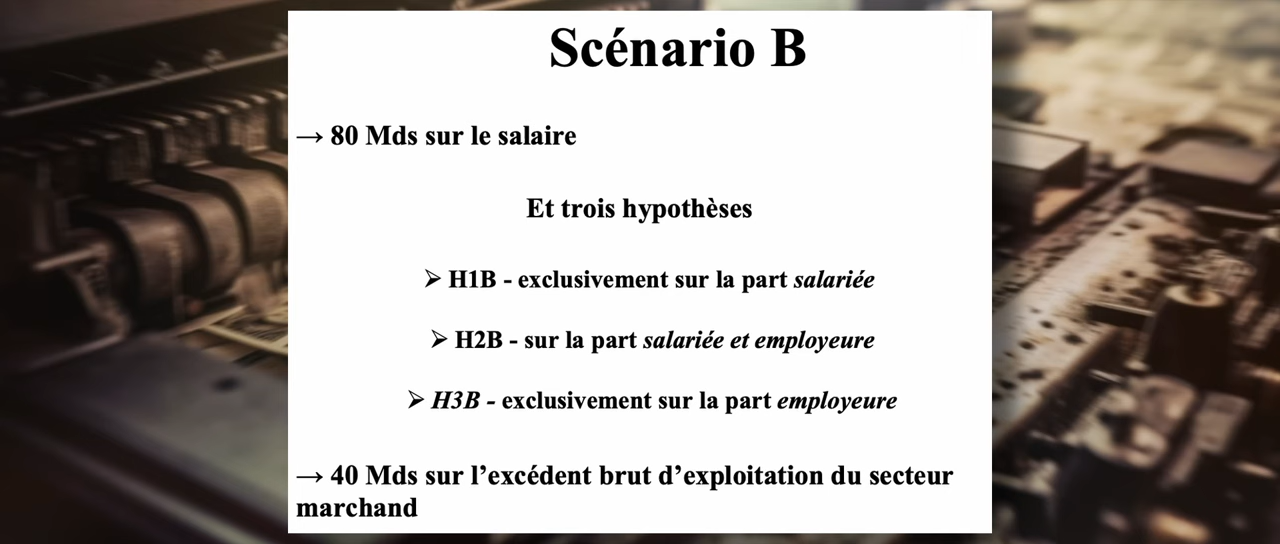 Scénario B
→ 80 Mds sur le salaire
Et trois hypothèses
➢ H1B - exclusivement sur la part salariée
➢ H2B - sur la part salariée et employeure
➢ H3B - exclusivement sur la part employeure
→ 40 Mds sur l’excédent brut d’exploitation du secteur
marchand